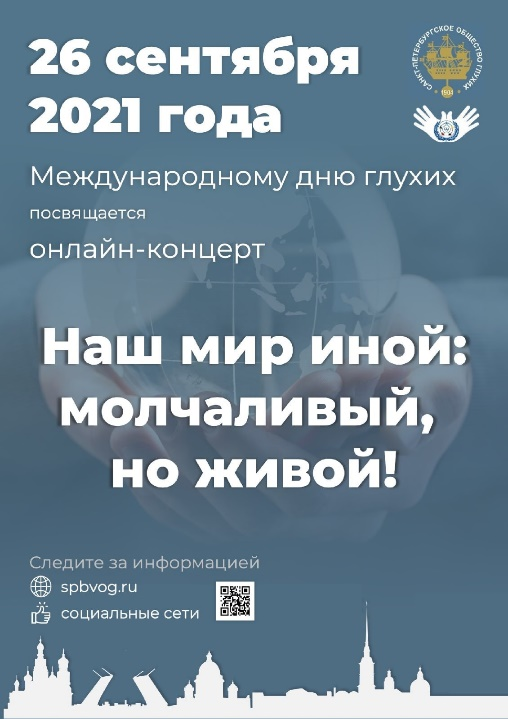 26 сентября
2021 года
САНКТ-ПЕТЕРБУРГСКОЕ ОБЩЕСТВО ГЛУХИХ
1904
Международному дню глухих
посвящается
онлайн-концерт
Наш мир иной:
молчаливый,
но живой!
Следите за информацией
spbvog.ru
социальные сети